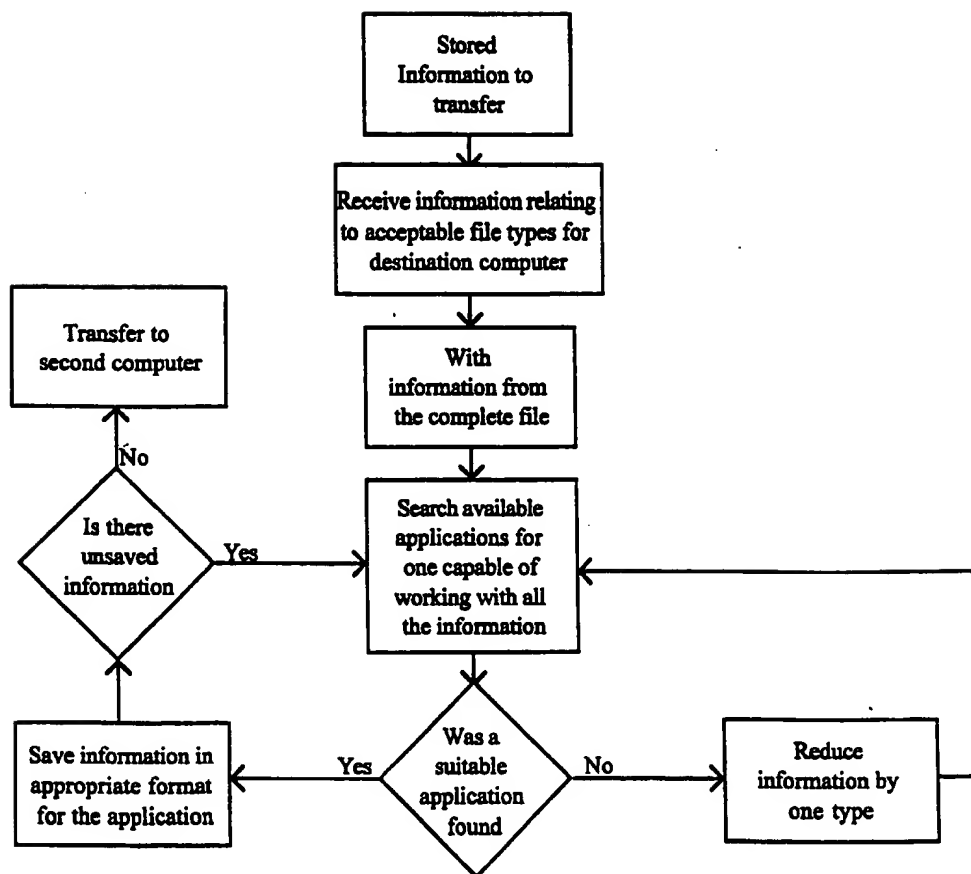 Stored
Information to
transfer
Receive information relating
to acceptable file types for
destination computer
With
information from
the complete file
Search available
applications for
one capable of
working with all
the information
Was a
suitable
application
found
No
Reduce
information by
one type
Yes
Save information in
appropriate format
for the application
Is there
unsaved
information
Yes
No
Transfer to
second computer